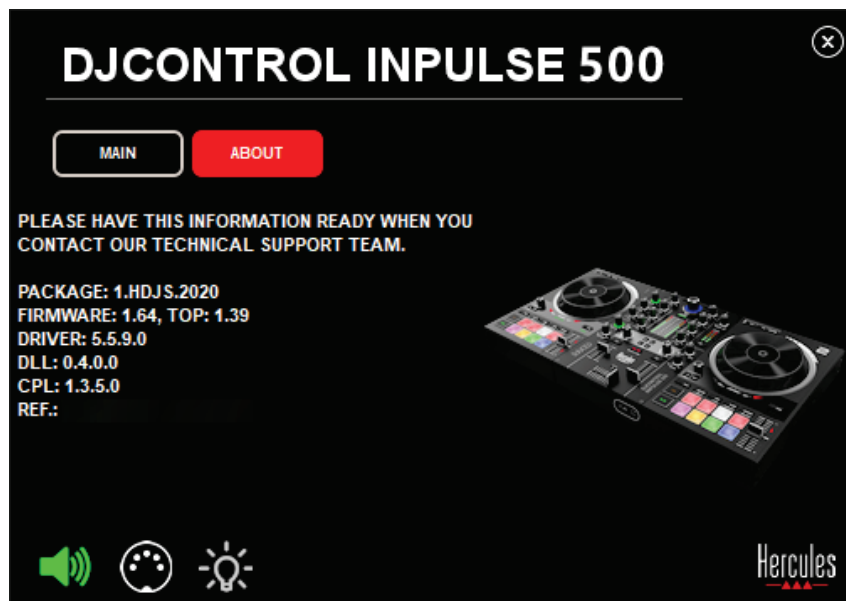 DJCONTROL INPULSE 500
MAIN
ABOUT
PLEASE HAVE THIS INFORMATION READY WHEN YOU
CONTACT OUR TECHNICAL SUPPORT TEAM.
PACKAGE: 1.HDJS.2020
FIRMWARE: 1.64, TOP: 1.39
DRIVER: 5.5.9.0
DLL: 0.4.0.0
CPL: 1.3.5.0
REF.:
Hercules